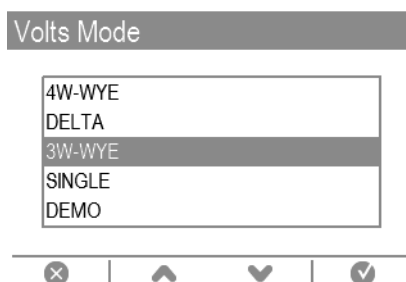 Volts Mode
4W-WYE
DELTA
3W-WYE
SINGLE
DEMO